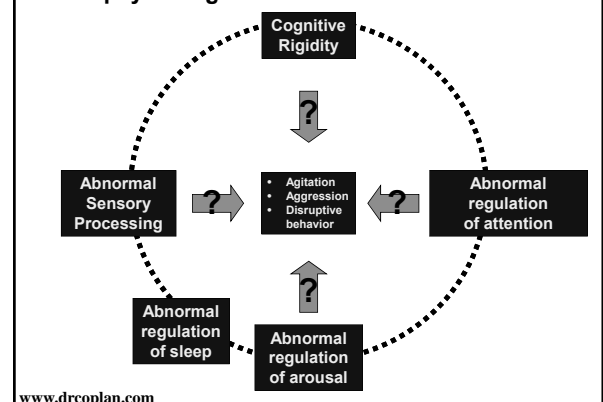 Cognitive
Rigidity
?
Abnormal
Sensory
Processing
?
• Agitation
• Aggression
• Disruptive
behavior
?
Abnormal
regulation
of attention
?
Abnormal
regulation
of sleep
Abnormal
regulation
of arousal
www.drcoplan.com